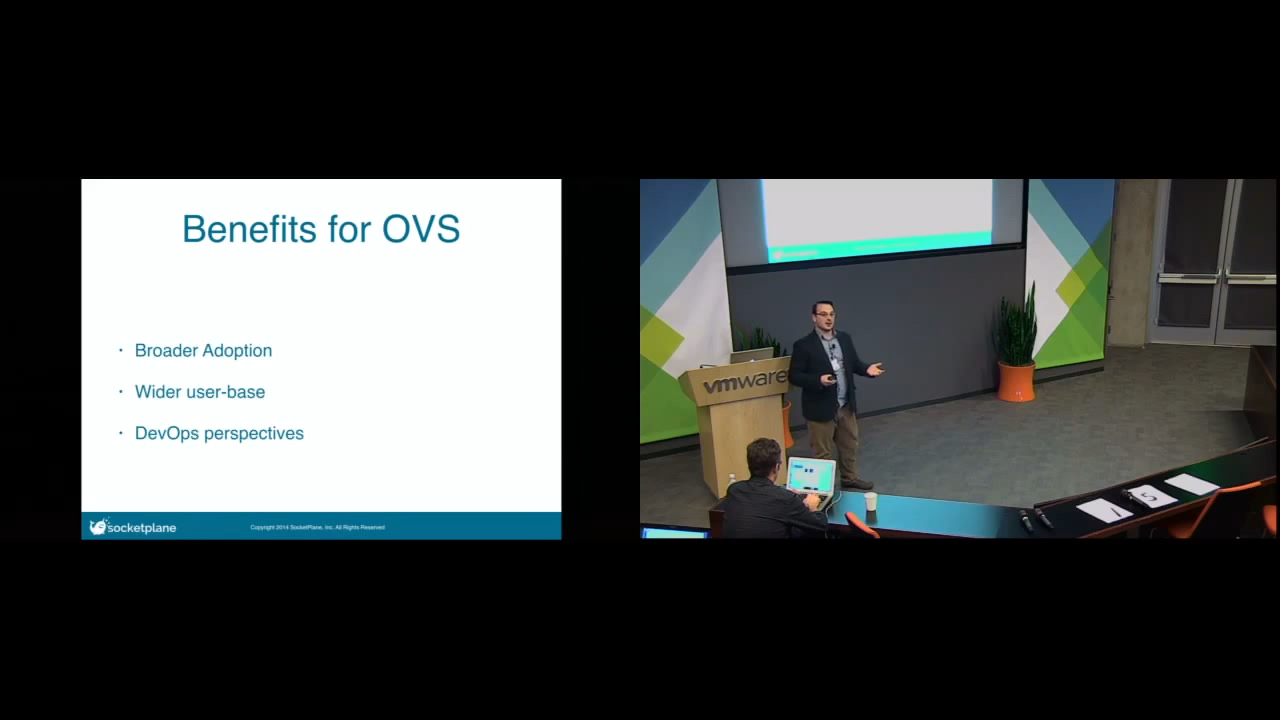 Benefits for OVS
· Broader Adoption
· Wider user-base
· DevOps perspectives
socketplane
Copyright 2014 SocketPlane, Inc. All Rights Reserved
vmware
5